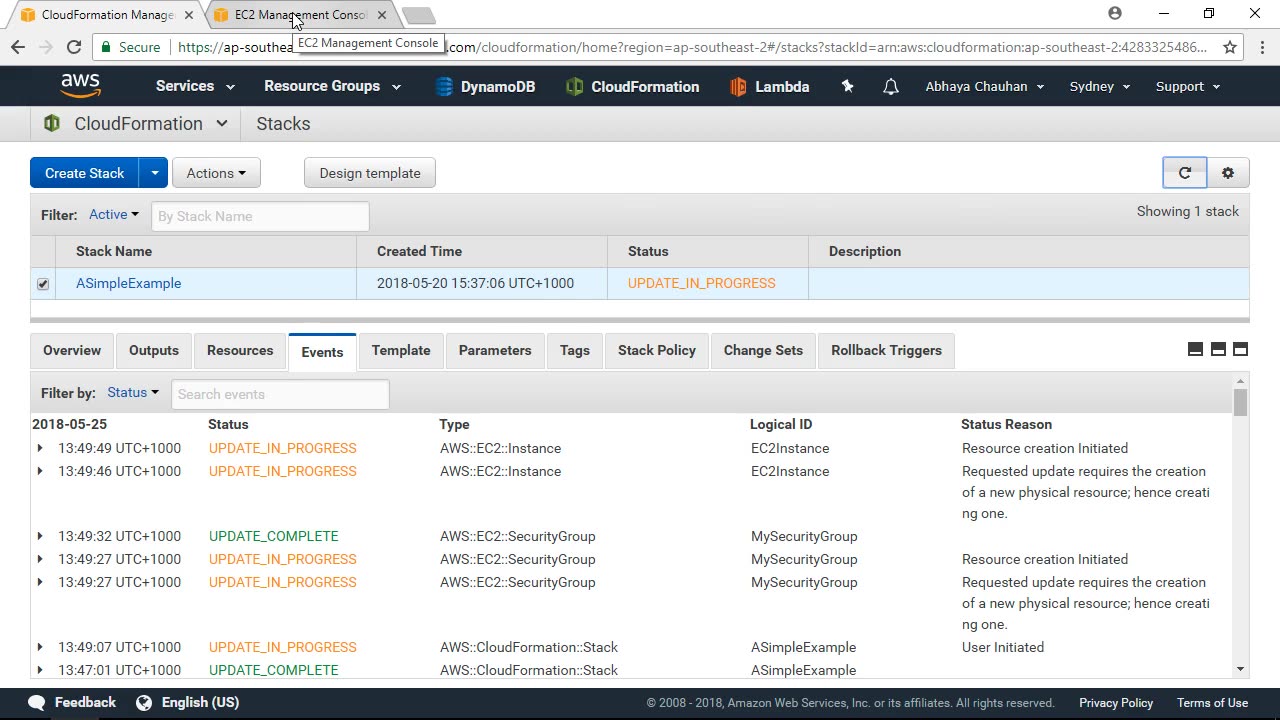 CloudFormation Manage
EC2 Management Consol
Secure https://ap-southea
EC2 Management Console
.com/cloudformation/home?region=ap-southeast-2#/stacks?stackId=arn:aws:cloudformation:ap-southeast-2:4283325486...
aws Services Resource Groups DynamoDB CloudFormation Lambda Abhaya Chauhan Sydney Support
CloudFormation Stacks
Create Stack Actions Design template
Filter: Active By Stack Name Showing 1 stack
Stack Name Created Time Status Description
ASimpleExample 2018-05-20 15:37:06 UTC+1000 UPDATE_IN_PROGRESS
Overview Outputs Resources Events Template Parameters Tags Stack Policy Change Sets Rollback Triggers
Filter by: Status Search events
2018-05-25 Status Type Logical ID Status Reason
13:49:49 UTC+1000 UPDATE_IN_PROGRESS AWS::EC2::Instance EC2Instance Resource creation Initiated
13:49:46 UTC+1000 UPDATE_IN_PROGRESS AWS::EC2::Instance EC2Instance Requested update requires the creation
of a new physical resource; hence creati
ng one.
13:49:32 UTC+1000 UPDATE_COMPLETE AWS::EC2::SecurityGroup MySecurityGroup
13:49:27 UTC+1000 UPDATE_IN_PROGRESS AWS::EC2::SecurityGroup MySecurityGroup Resource creation Initiated
13:49:27 UTC+1000 UPDATE_IN_PROGRESS AWS::EC2::SecurityGroup MySecurityGroup Requested update requires the creation
of a new physical resource; hence creati
ng one.
13:49:07 UTC+1000 UPDATE_IN_PROGRESS AWS::CloudFormation::Stack ASimpleExample User Initiated
13:47:01 UTC+1000 UPDATE_COMPLETE AWS::CloudFormation::Stack ASimpleExample
Feedback English (US) © 2008 - 2018, Amazon Web Services, Inc. or its affiliates. All rights reserved. Privacy Policy Terms of Use